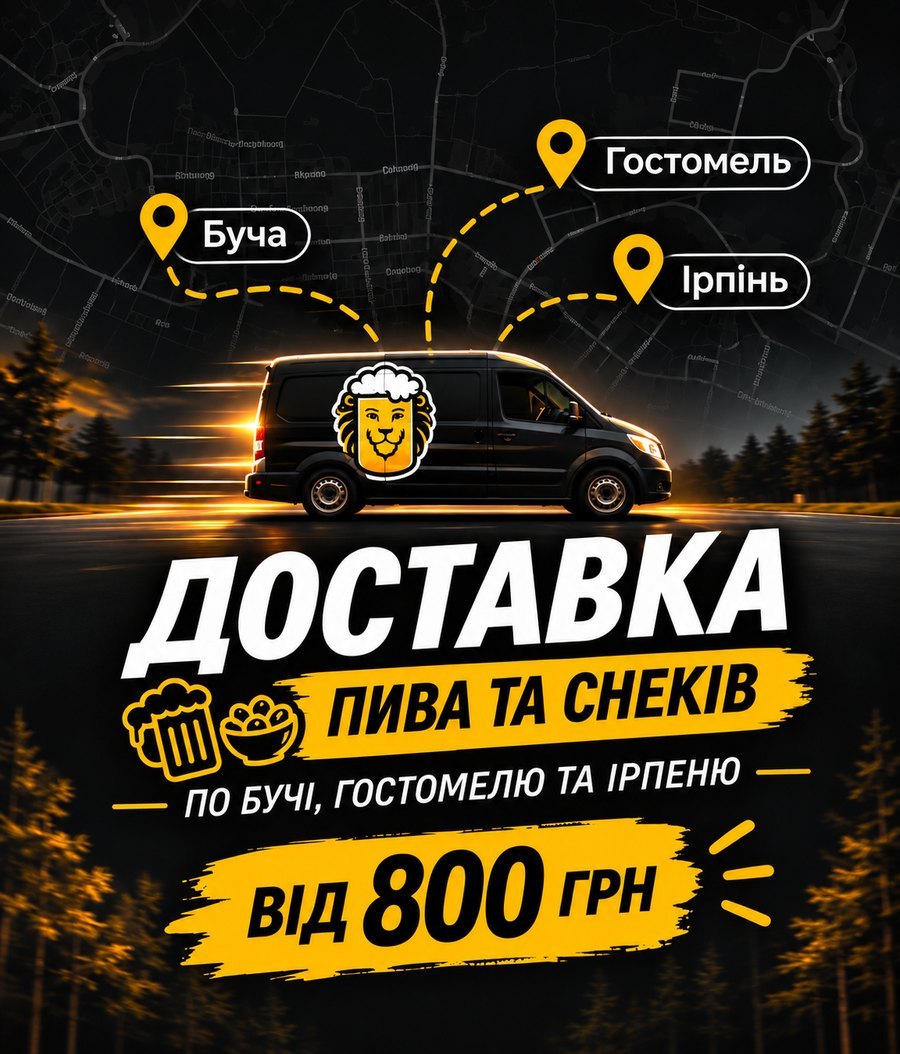 Гостомель
Буча
Ірпінь
ДОСТАВКА
ПИВА ТА СНЕКІВ
ПО БУЧІ, ГОСТОМЕЛЮ ТА ІРПЕНЮ
ВІД 800 ГРН